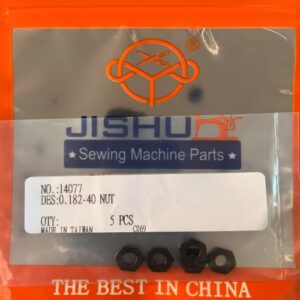 ®
JISHU
Sewing Machine Parts
NO.:14077
DES:0.182-40 NUT
QTY: 5 PCS
MADE IN TAIWAN C069
THE BEST IN CHINA